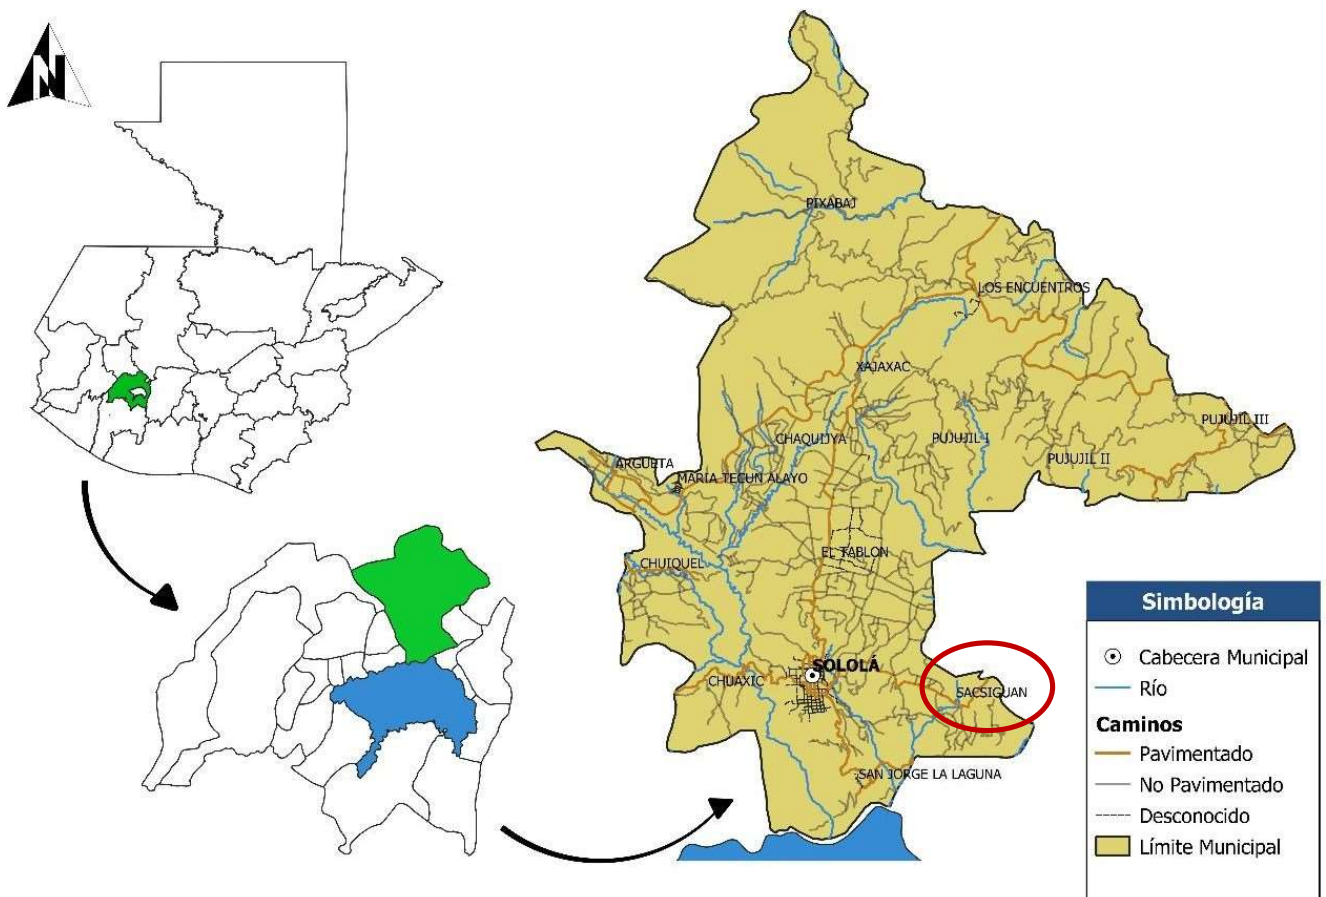 N
PIXABAJ
LOS ENCUENTROS
XAJAXAC
CHAQUIJYA
PUJUJIL I
PUJUJIL III
PUJUJIL II
ARGUETA
MARIA TECUN ALAYO
EL TABLON
CHUIQUEL
SÓLOLÁ
CHUAXIC
SACSIGUAN
SAN JORGE LA LAGUNA
Simbología
Cabecera Municipal
Río
Caminos
Pavimentado
No Pavimentado
Desconocido
Límite Municipal